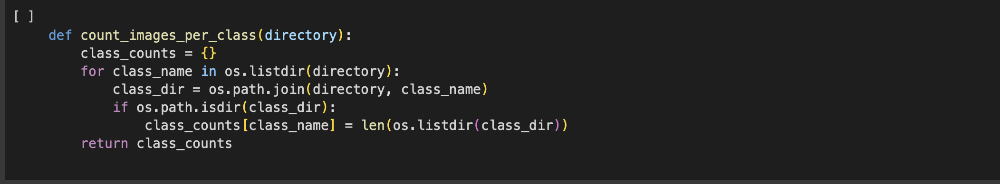 [ ]
def count_images_per_class(directory):
    class_counts = {}
    for class_name in os.listdir(directory):
        class_dir = os.path.join(directory, class_name)
        if os.path.isdir(class_dir):
            class_counts[class_name] = len(os.listdir(class_dir))
    return class_counts